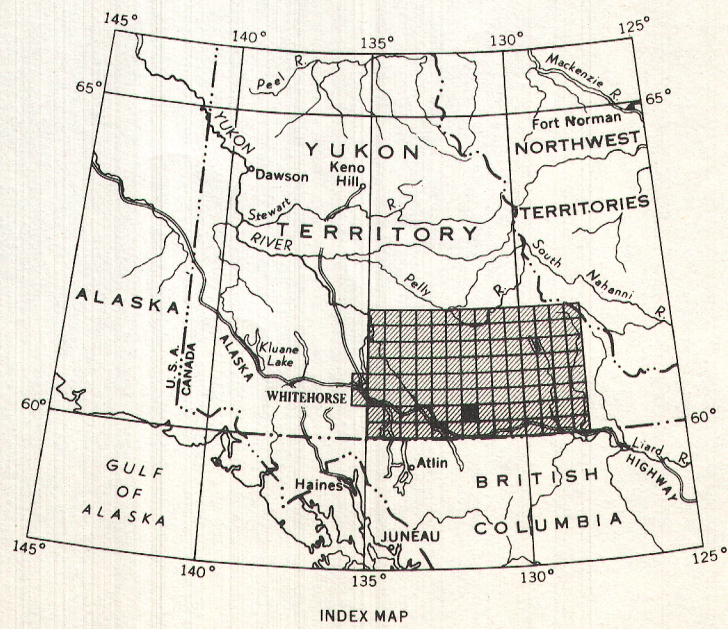 145°
140°
135°
130°
125°
Peel R.
Mackenzie R.
65°
65°
Fort Norman
YUKON
YUKON
NORTHWEST
Keno
Hill
Dawson
Stewart R.
TERRITORIES
TERRITORY
RIVER
South Nahanni R.
Pelly R.
ALASKA
Kluane
Lake
ALASKA
U.S.A.
CANADA
WHITEHORSE
60°
60°
Liard R.
HIGHWAY
Atlin
BRITISH
GULF
OF
ALASKA
Haines
COLUMBIA
JUNEAU
145°
140°
135°
130°
125°
INDEX MAP